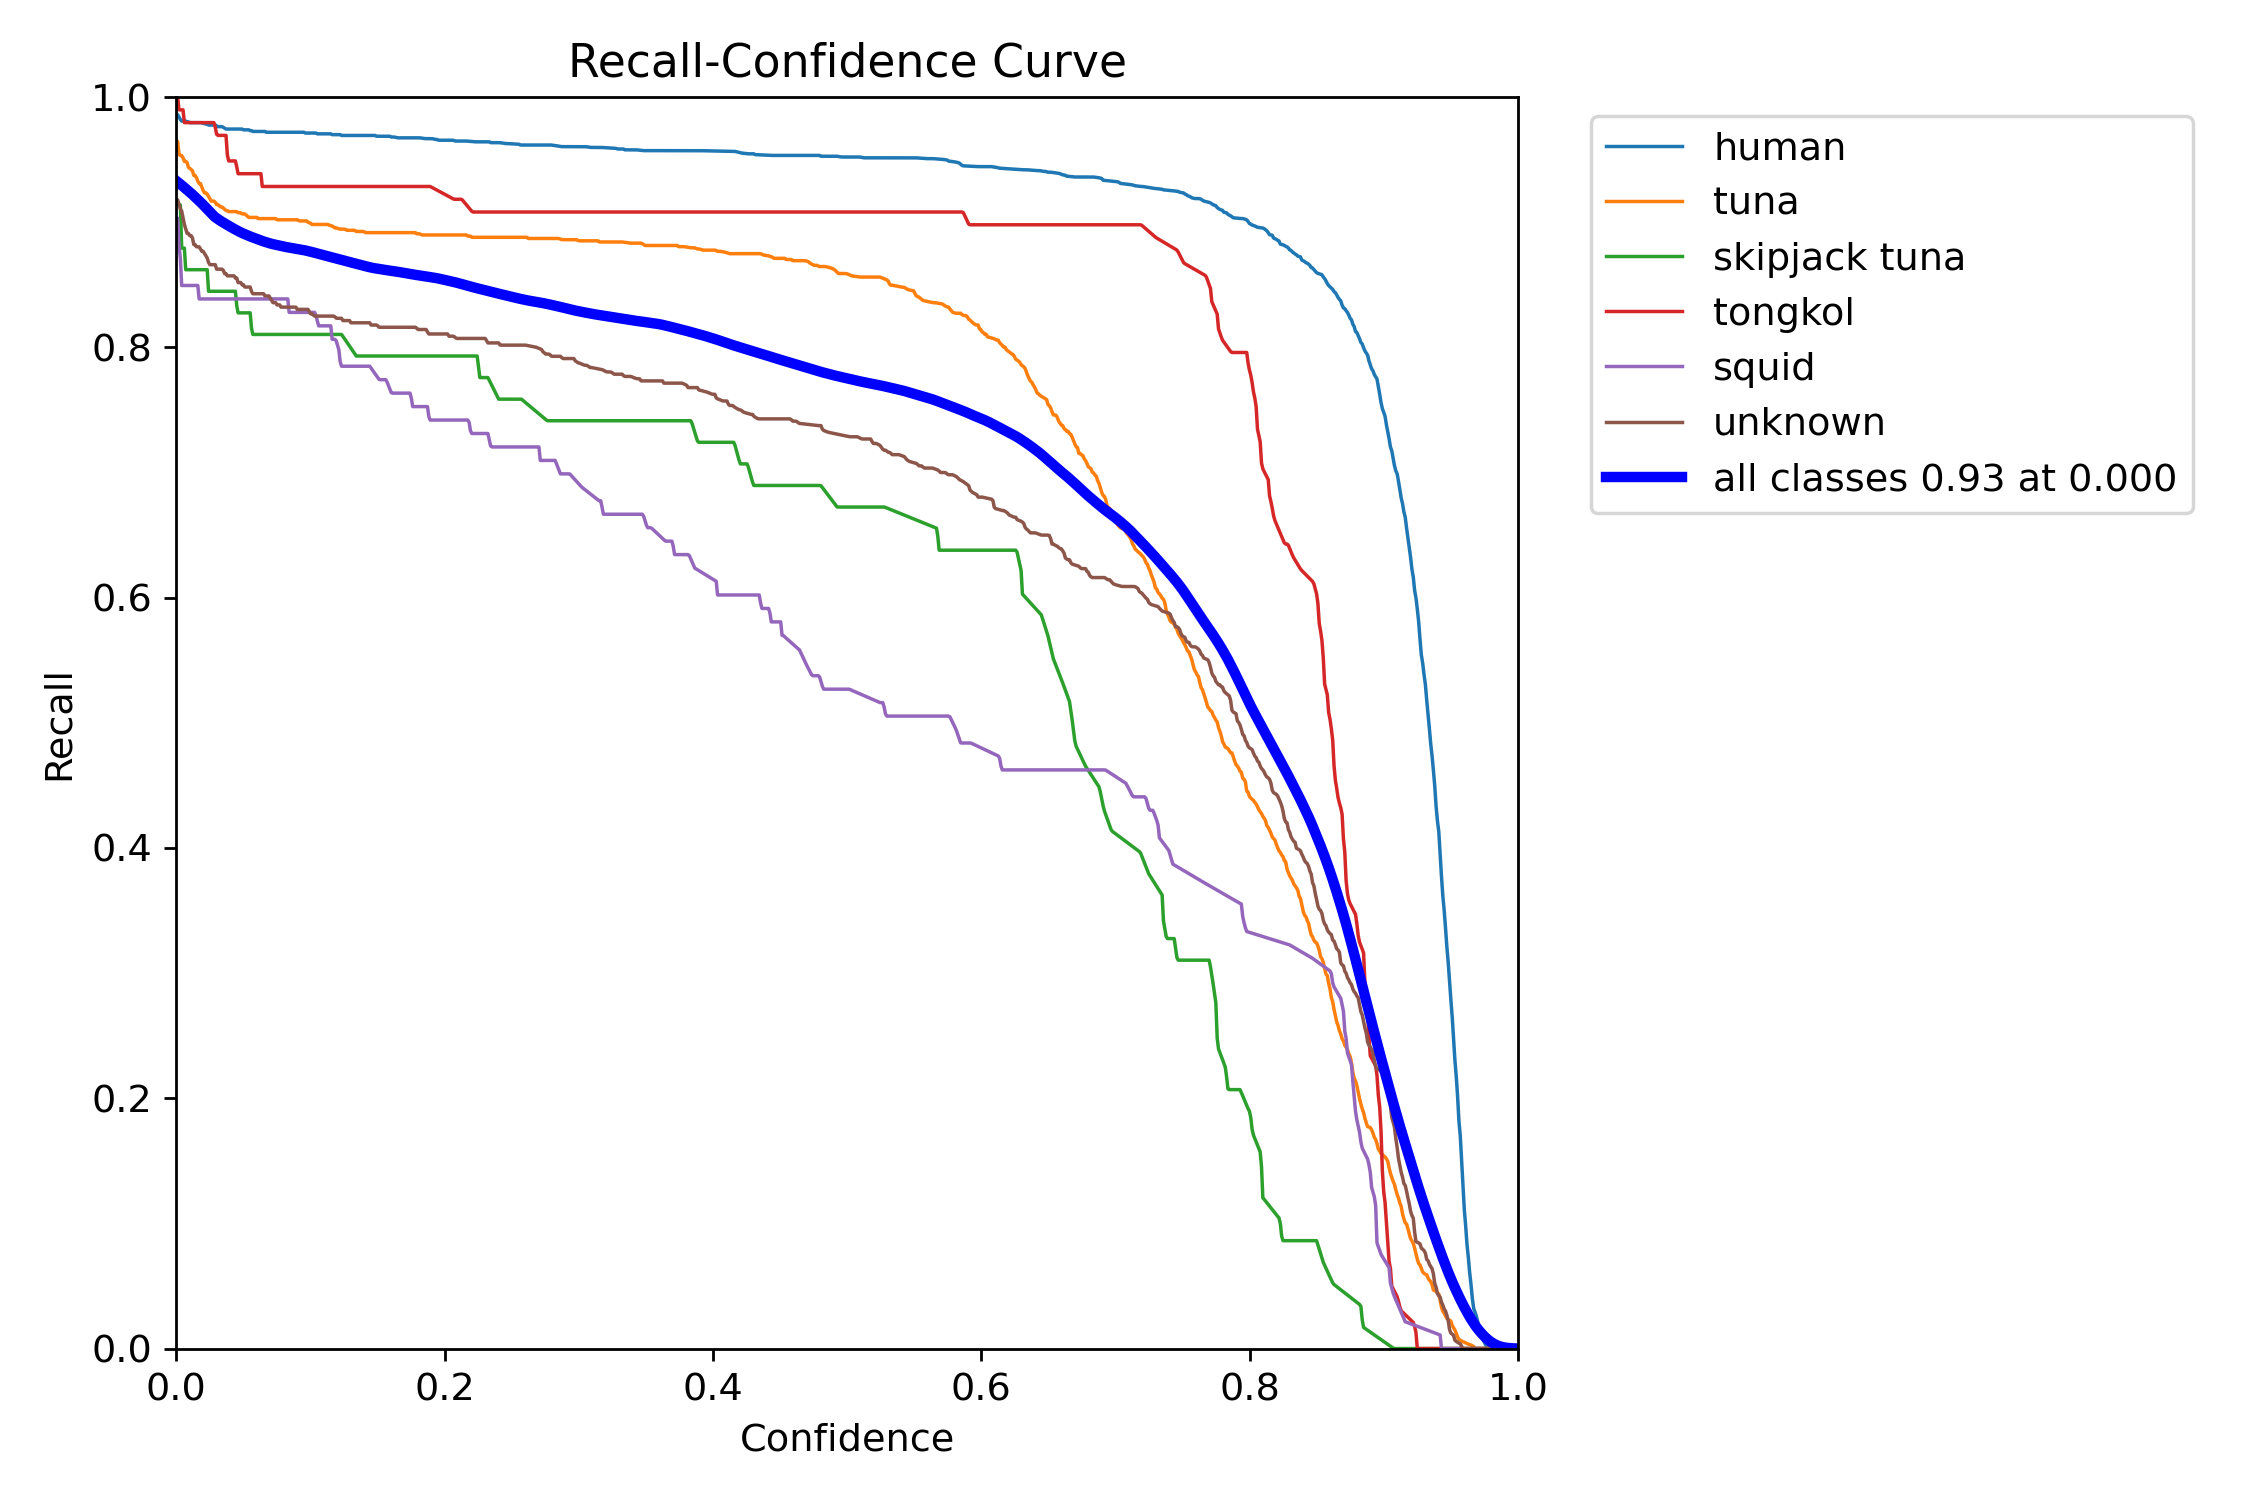 Recall-Confidence Curve
1.0
0.8
0.6
0.4
0.2
0.0
Recall
0.0 0.2 0.4 0.6 0.8 1.0
Confidence
human
tuna
skipjack tuna
tongkol
squid
unknown
all classes 0.93 at 0.000